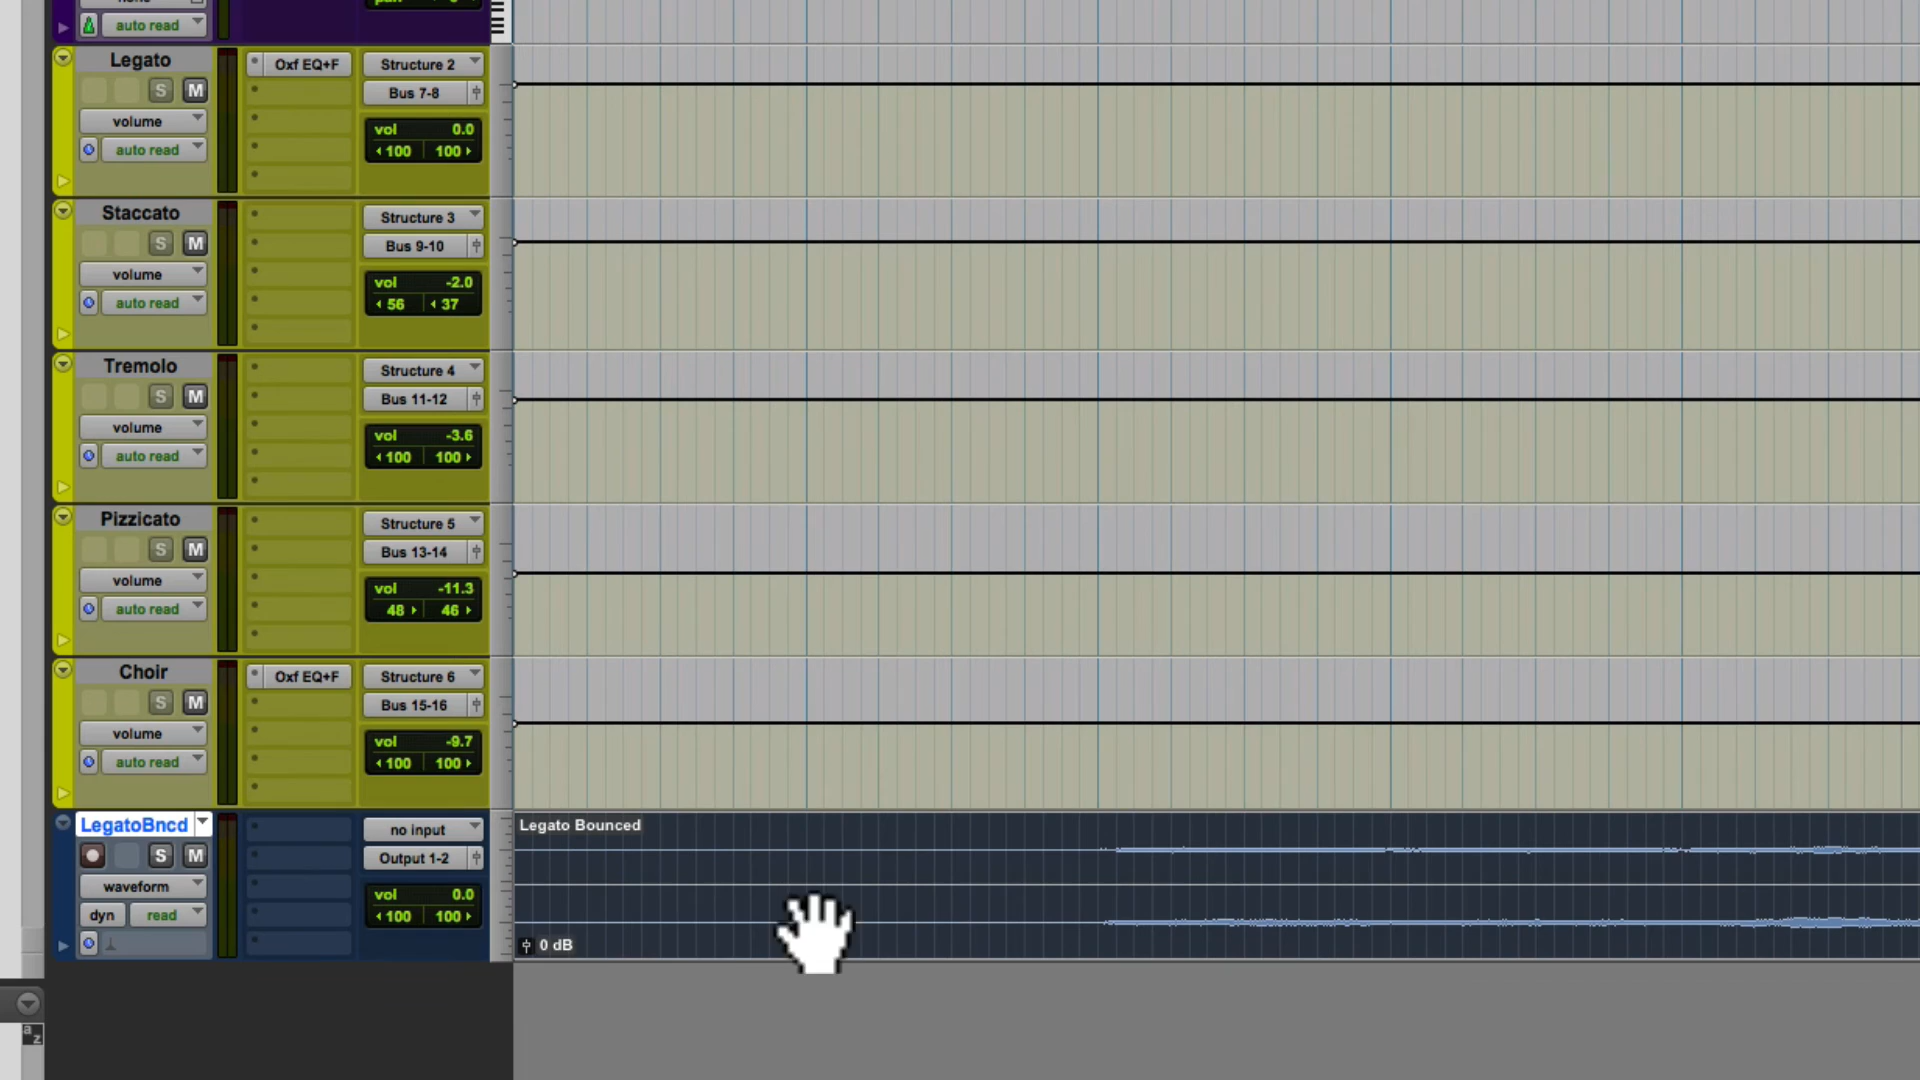 auto read
Legato
Oxf EQ+F
Structure 2
S M
Bus 7-8
volume
vol 0.0
auto read
100 100
Staccato
Structure 3
S M
Bus 9-10
volume
vol -2.0
auto read
56 37
Tremolo
Structure 4
S M
Bus 11-12
volume
vol -3.6
auto read
100 100
Pizzicato
Structure 5
S M
Bus 13-14
volume
vol -11.3
auto read
48 46
Choir
Oxf EQ+F
Structure 6
S M
Bus 15-16
volume
vol -9.7
auto read
100 100
LegatoBncd
no input
Legato Bounced
S M
Output 1-2
waveform
vol 0.0
dyn read
100 100
0 dB
a
z